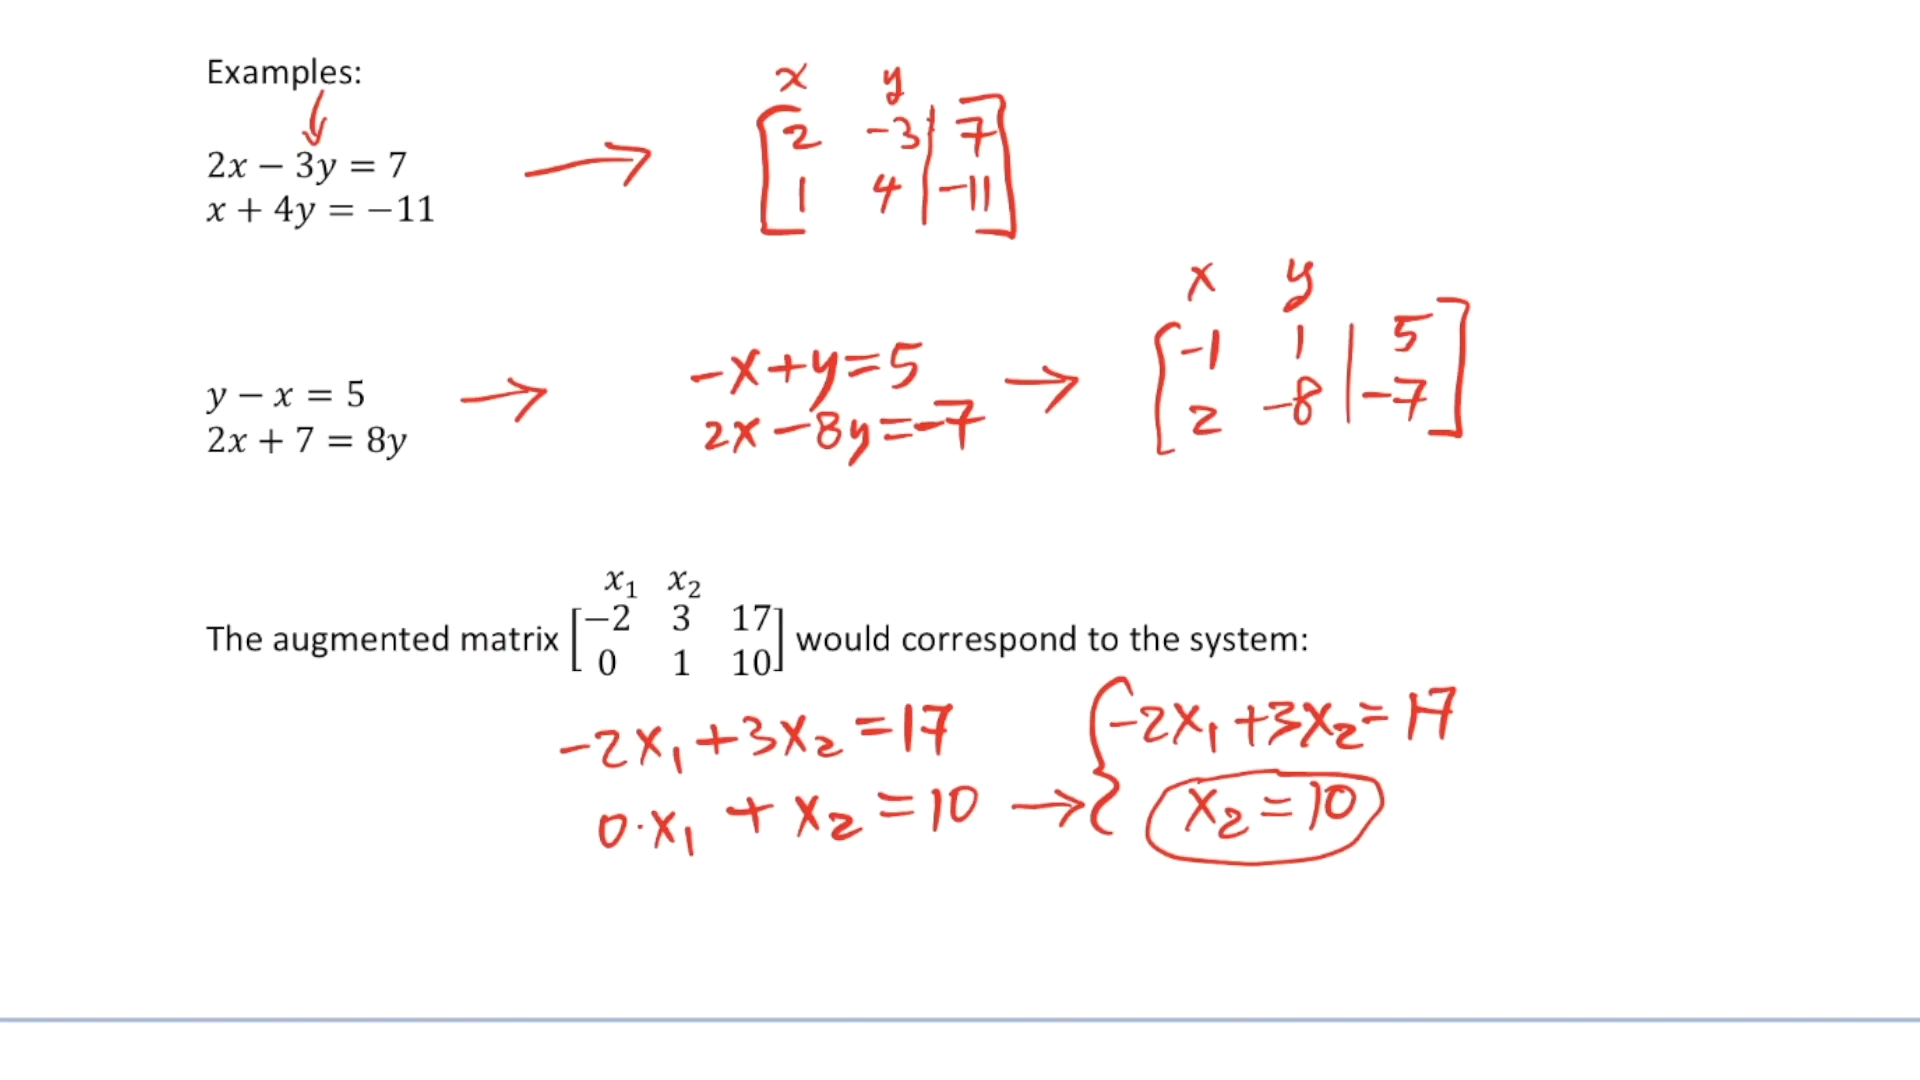 Examples:
2x − 3y = 7
x + 4y = −11
x y
2 -3 | 7
1 4 | -11
y − x = 5
2x + 7 = 8y
-x+y=5
2x-8y=-7
x y
-1 1 | 5
2 -8 | -7
x₁ x₂
The augmented matrix [−2 3 17
0 1 10] would correspond to the system:
-2x₁+3x₂=17
0·x₁ + x₂ = 10
-2x₁+3x₂=17
x₂=10